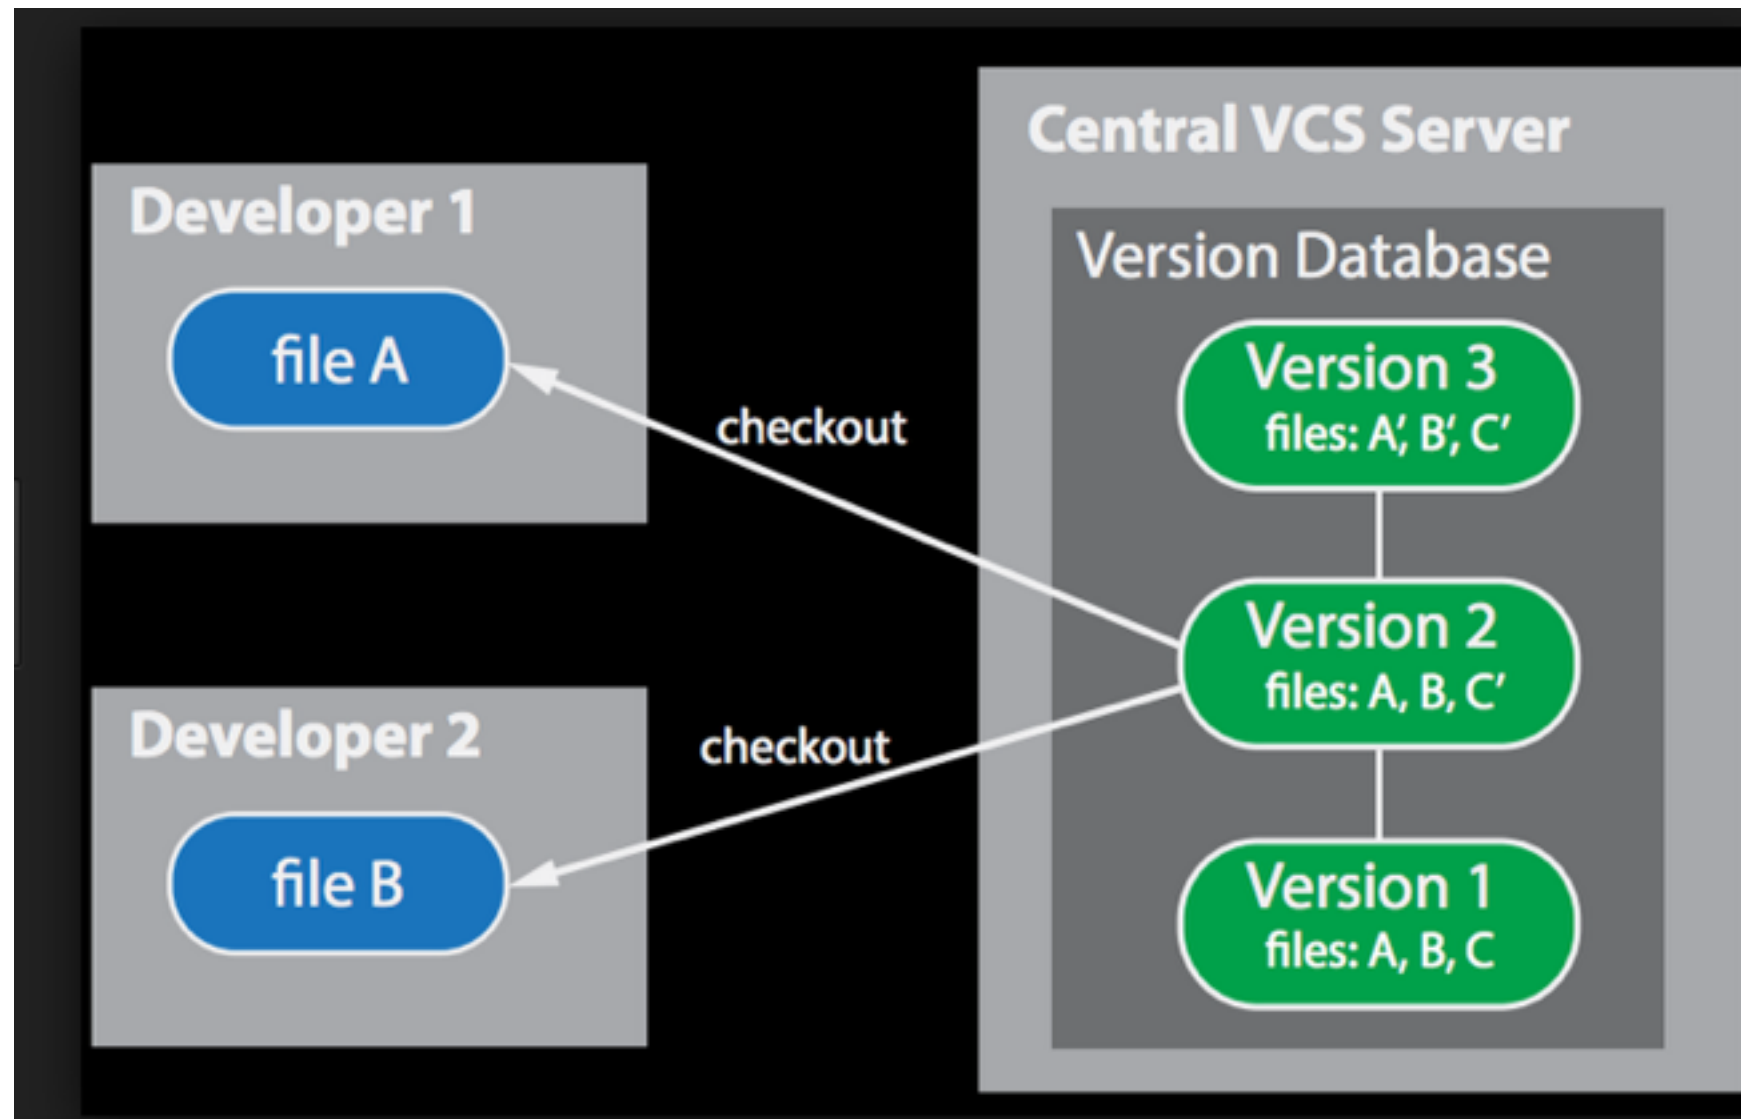 Central VCS Server
Developer 1
Version Database
file A
Version 3
files: A', B', C'
checkout
Version 2
files: A, B, C'
Developer 2
checkout
file B
Version 1
files: A, B, C